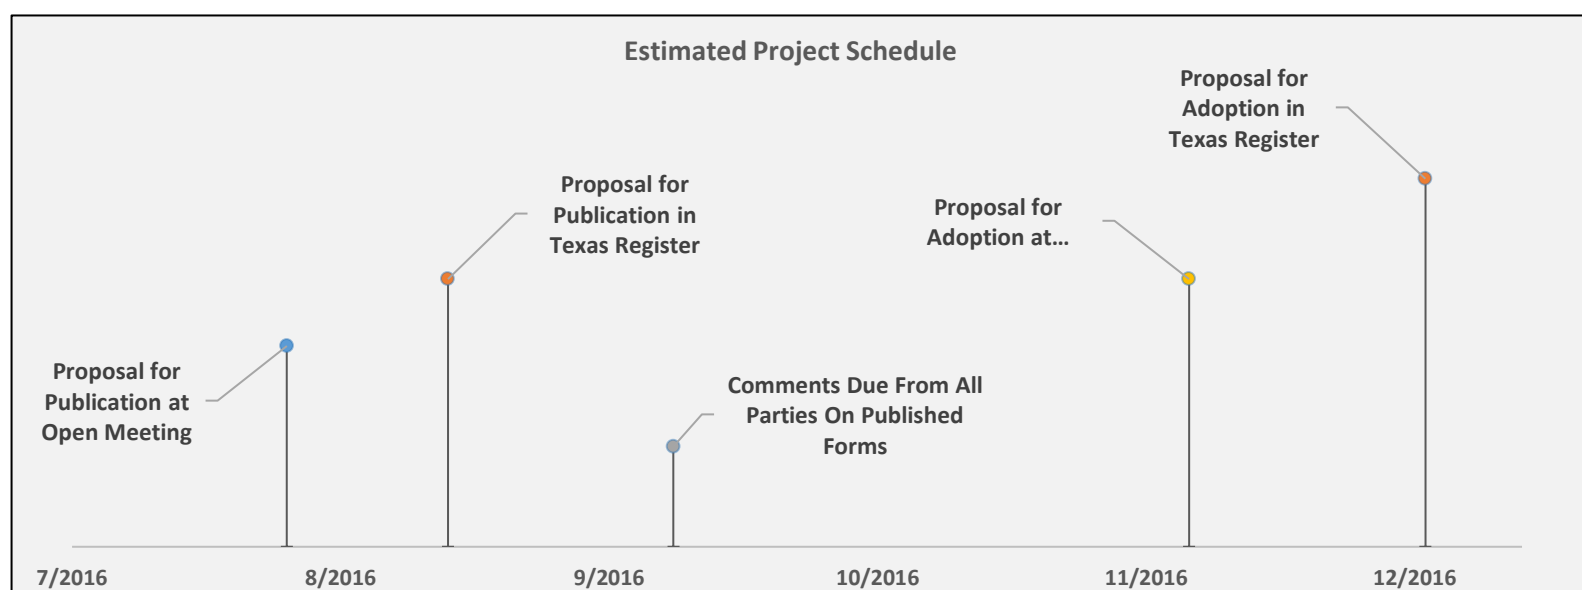 Estimated Project Schedule
Proposal for
Adoption in
Texas Register
Proposal for
Publication in
Texas Register
Proposal for
Adoption at…
Proposal for
Publication at
Open Meeting
Comments Due From All
Parties On Published
Forms
7/2016 8/2016 9/2016 10/2016 11/2016 12/2016